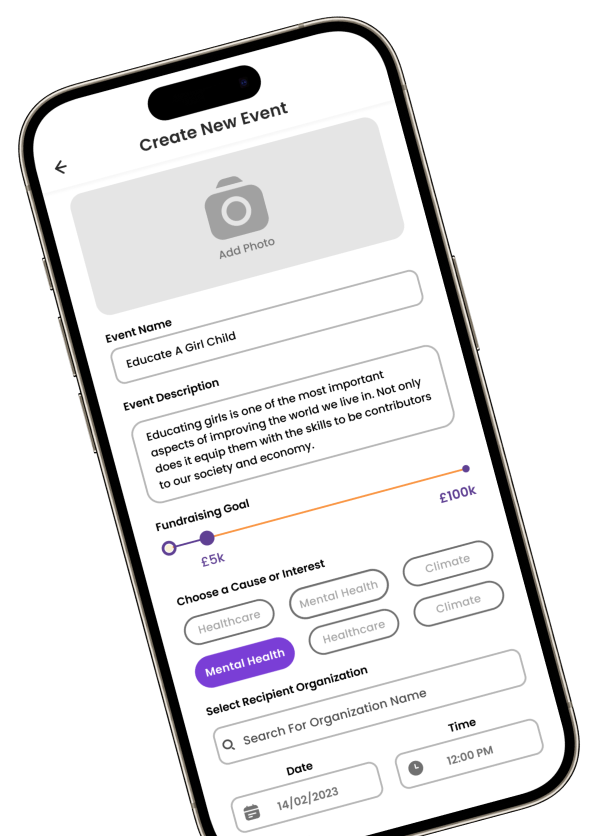 Create New Event
Add Photo
Event Name
Educate A Girl Child
Event Description
Educating girls is one of the most important
aspects of improving the world we live in. Not only
does it equip them with the skills to be contributors
to our society and economy.
Fundraising Goal
£5k
£100k
Choose a Cause or Interest
Healthcare
Mental Health
Climate
Mental Health
Healthcare
Climate
Select Recipient Organization
Search For Organization Name
Date
Time
14/02/2023
12:00 PM